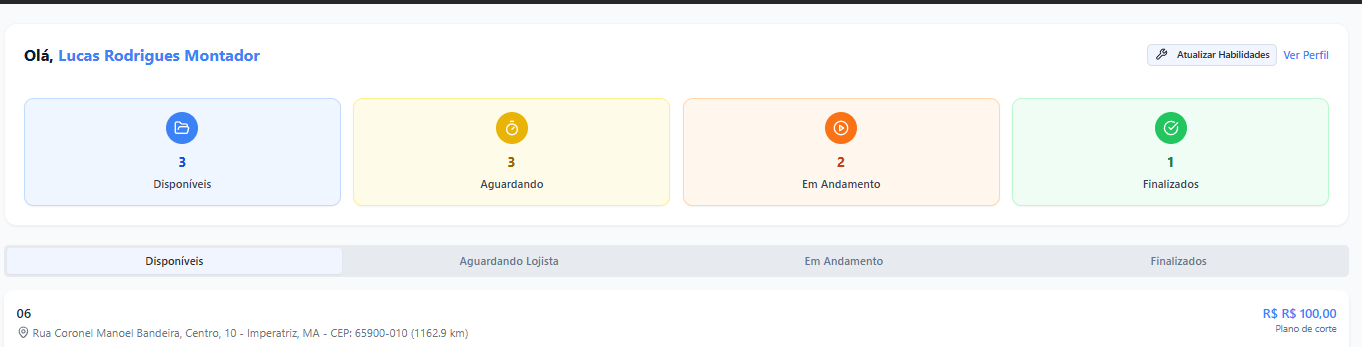 Olá, Lucas Rodrigues Montador
Atualizar Habilidades
Ver Perfil
3
Disponíveis
3
Aguardando
2
Em Andamento
1
Finalizados
Disponíveis
Aguardando Lojista
Em Andamento
Finalizados
06
R$ R$ 100,00
Rua Coronel Manoel Bandeira, Centro, 10 - Imperatriz, MA - CEP: 65900-010 (1162.9 km)
Plano de corte